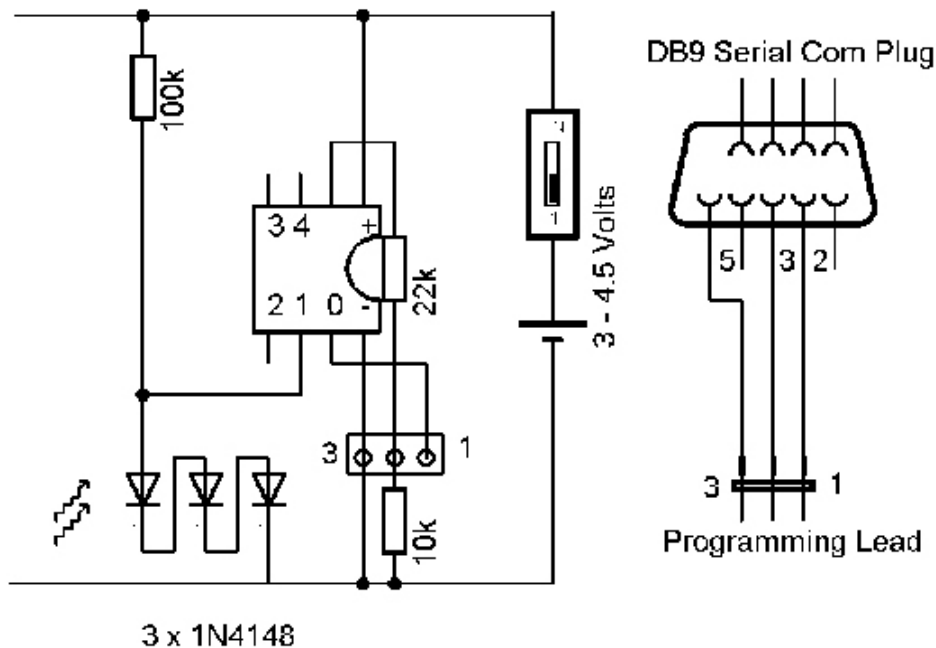 DB9 Serial Com Plug
100k
3 4 +
2 1 0 -
22k
3 - 4.5 Volts
5 3 2
3 1
10k
3 1
Programming Lead
3 x 1N4148